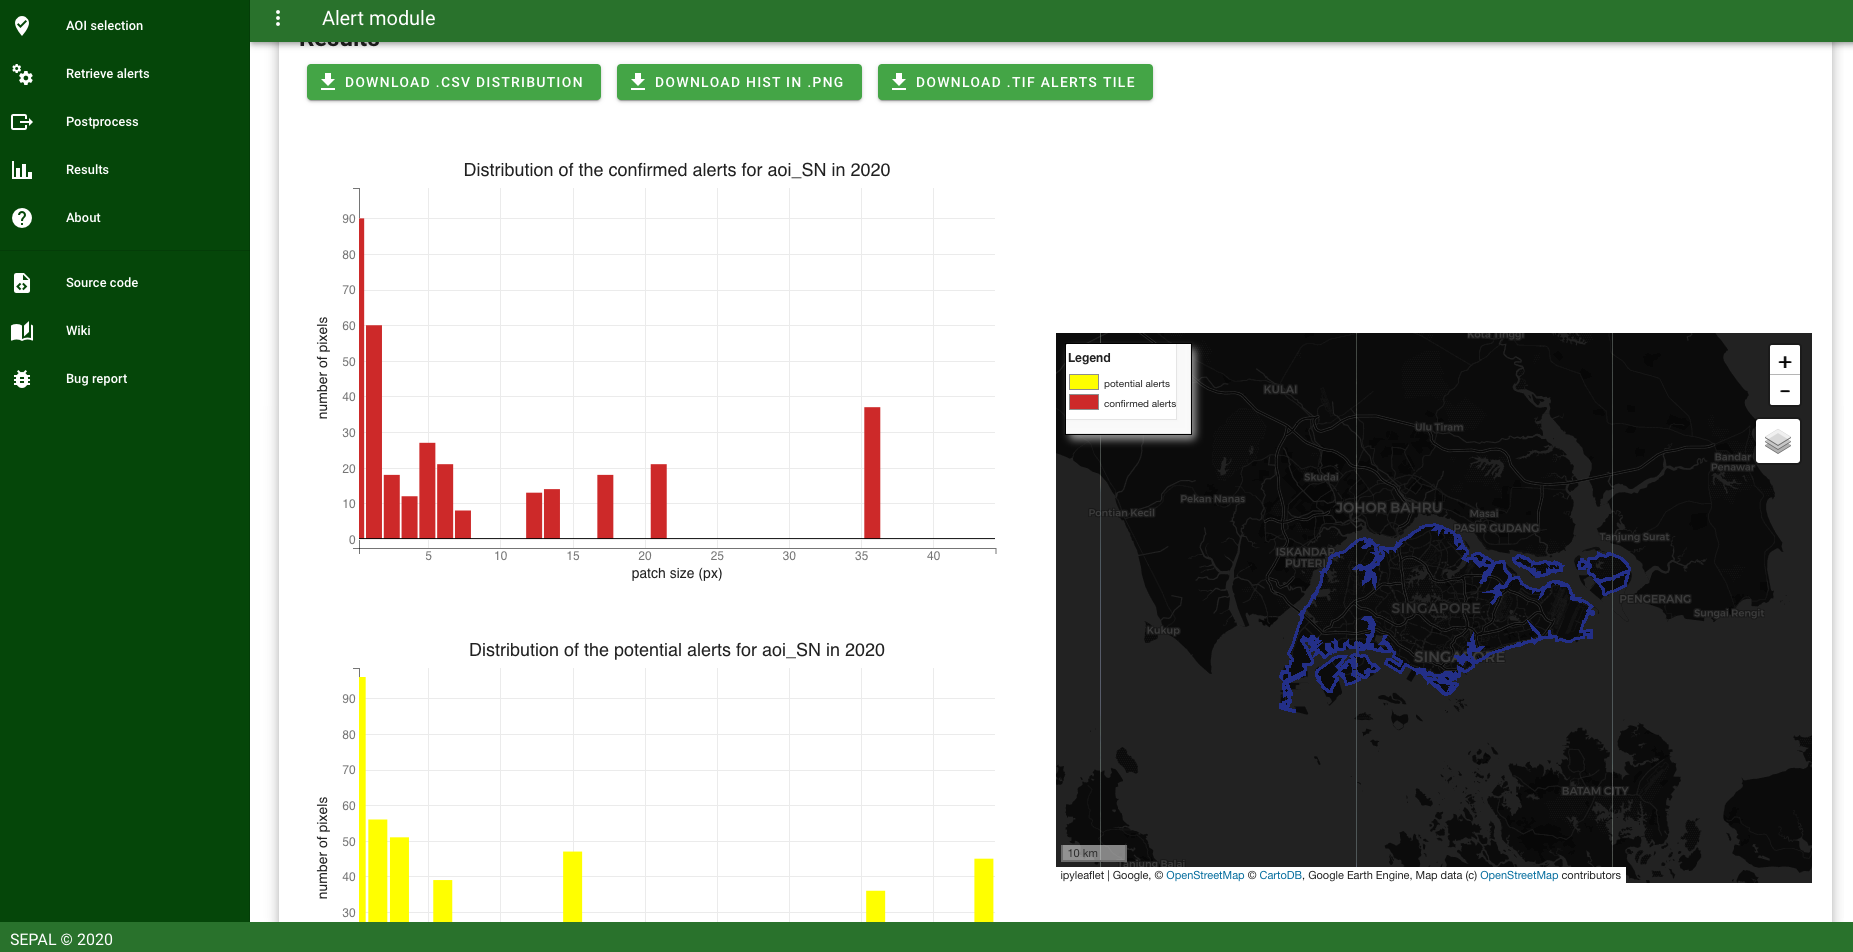 AOI selection
Retrieve alerts
Postprocess
Results
About
Source code
Wiki
Bug report
Alert module
Results
DOWNLOAD .CSV DISTRIBUTION
DOWNLOAD HIST IN .PNG
DOWNLOAD .TIF ALERTS TILE
Distribution of the confirmed alerts for aoi_SN in 2020
number of pixels
90
80
70
60
50
40
30
20
10
0
5 10 15 20 25 30 35 40
patch size (px)
Distribution of the potential alerts for aoi_SN in 2020
number of pixels
90
80
70
60
50
40
30
Legend
potential alerts
confirmed alerts
+
−
Kota Tinggi
KULAI
Ulu Tiram
Bandar
Penawar
Skudai
Pekan Nanas
Pontian Kecil
JOHOR BAHRU
Masai
PASIR GUDANG
Tanjung Surat
ISKANDAR
PUTERI
PENGERANG
SINGAPORE
Sungai Rengit
Kukup
SINGAPORE
BATAM CITY
Tanjung Balai
10 km
ipyleaflet | Google, © OpenStreetMap © CartoDB, Google Earth Engine, Map data (c) OpenStreetMap contributors
SEPAL © 2020